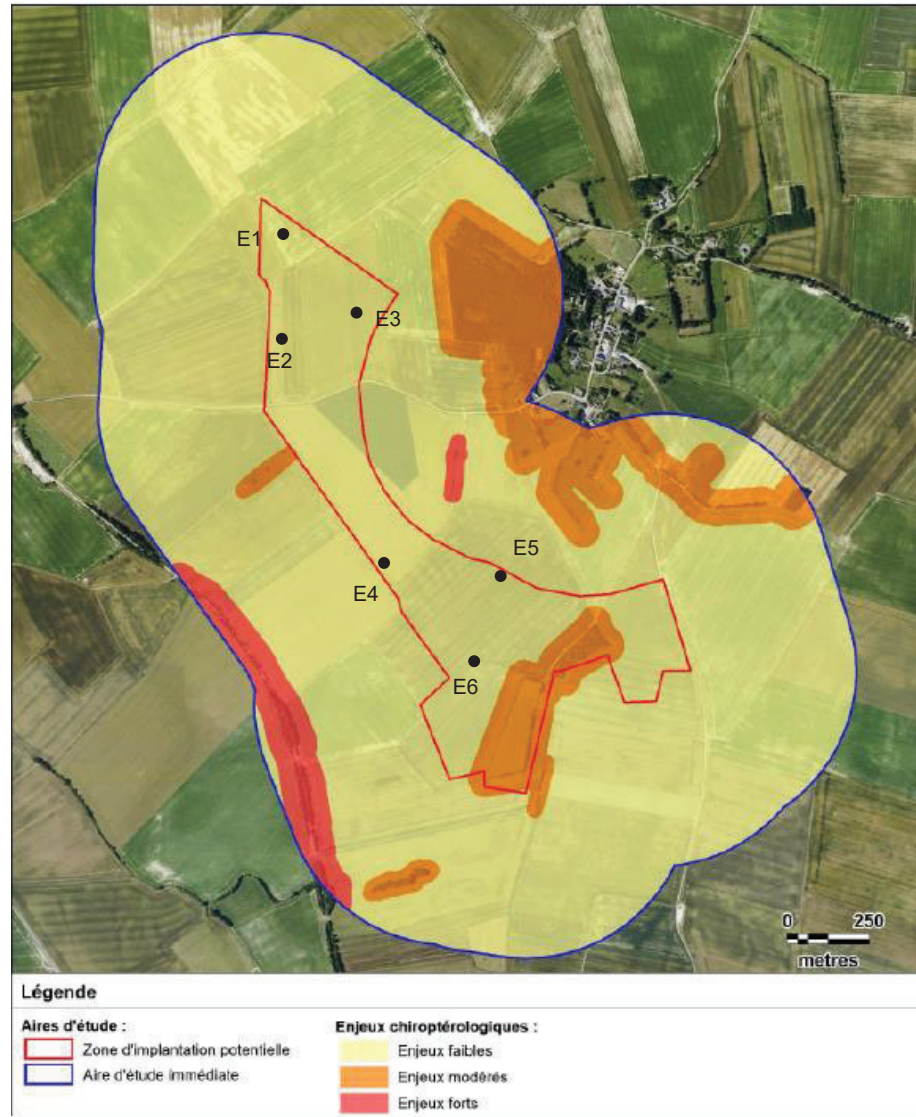 E1
E3
E2
E5
E4
E6
0 250
metres
Légende
Aires d'étude :
Zone d'implantation potentielle
Aire d'étude immédiate
Enjeux chiroptérologiques :
Enjeux faibles
Enjeux modérés
Enjeux forts